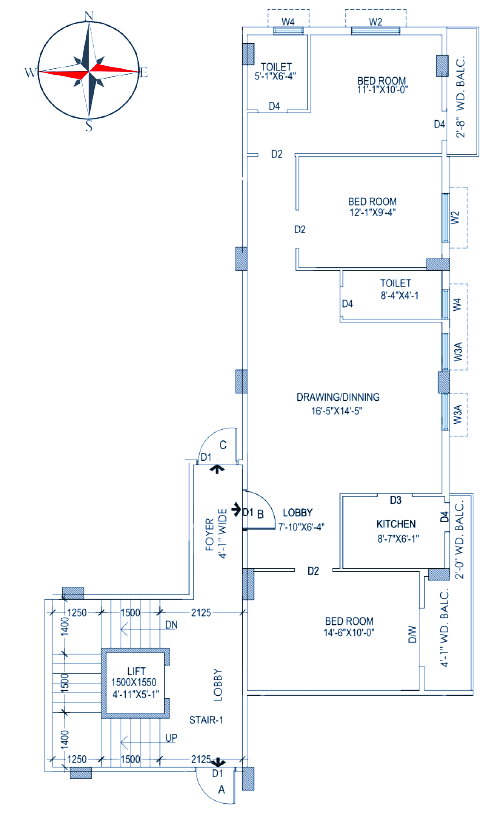 N
W
E
S
W4
W2
TOILET
5'-1"X6'-4"
BED ROOM
11'-1"X10'-0"
D4
D4
2'-8" WD. BALC.
D2
BED ROOM
12'-1"X9'-4"
W2
D2
TOILET
8'-4"X4'-1
D4
W4
W3A
DRAWING/DINNING
16'-5"X14'-5"
W3A
C
D1
FOYER
4'-1" WIDE
D1
B
LOBBY
7'-10"X6'-4"
D3
KITCHEN
8'-7"X6'-1"
D4
2'-0" WD. BALC.
D2
BED ROOM
14'-6"X10'-0"
D/W
4'-1" WD. BALC.
1250
1500
2125
1400
DN
LIFT
1500X1550
4'-11"X5'-1"
1500
LOBBY
STAIR-1
1400
UP
1250
1500
2125
D1
A